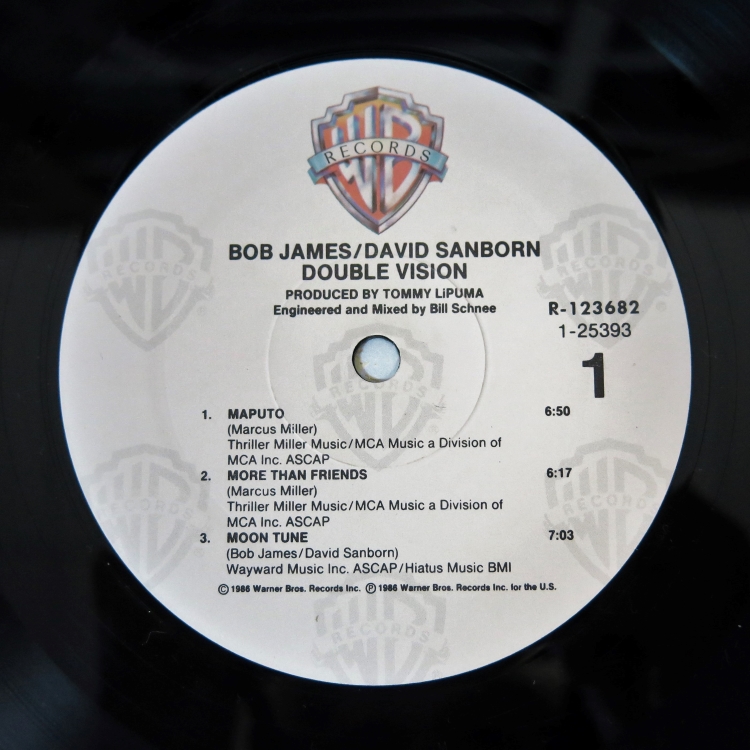 WB
RECORDS
BOB JAMES/DAVID SANBORN
DOUBLE VISION
PRODUCED BY TOMMY LiPUMA
Engineered and Mixed by Bill Schnee
R-123682
1-25393
1
1. MAPUTO 6:50
(Marcus Miller)
Thriller Miller Music/MCA Music a Division of
MCA Inc. ASCAP
2. MORE THAN FRIENDS 6:17
(Marcus Miller)
Thriller Miller Music/MCA Music a Division of
MCA Inc. ASCAP
3. MOON TUNE 7:03
(Bob James/David Sanborn)
Wayward Music Inc. ASCAP/Hiatus Music BMI
© 1986 Warner Bros. Records Inc. ℗ 1986 Warner Bros. Records Inc. for the U.S.